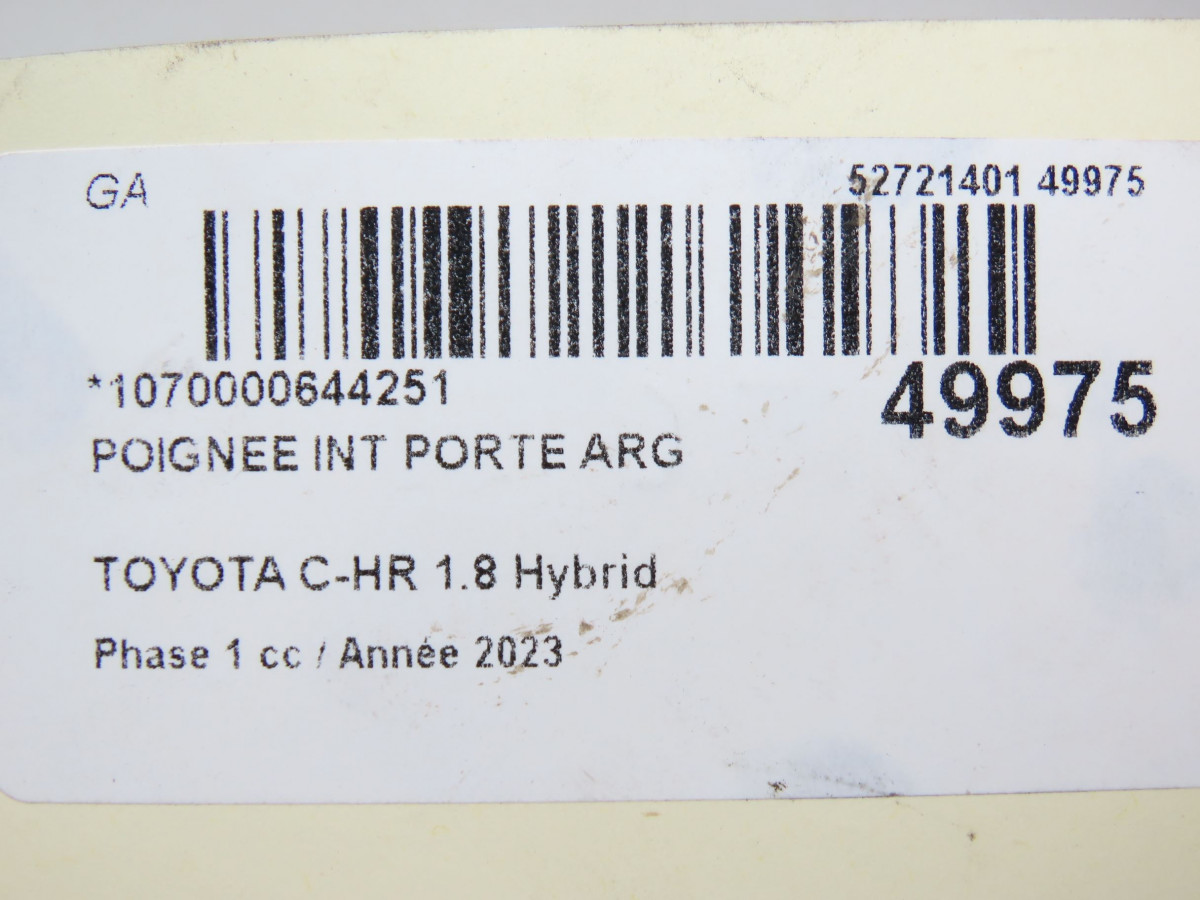 GA 52721401 49975
*1070000644251 49975
POIGNEE INT PORTE ARG
TOYOTA C-HR 1.8 Hybrid
Phase 1 cc / Année 2023